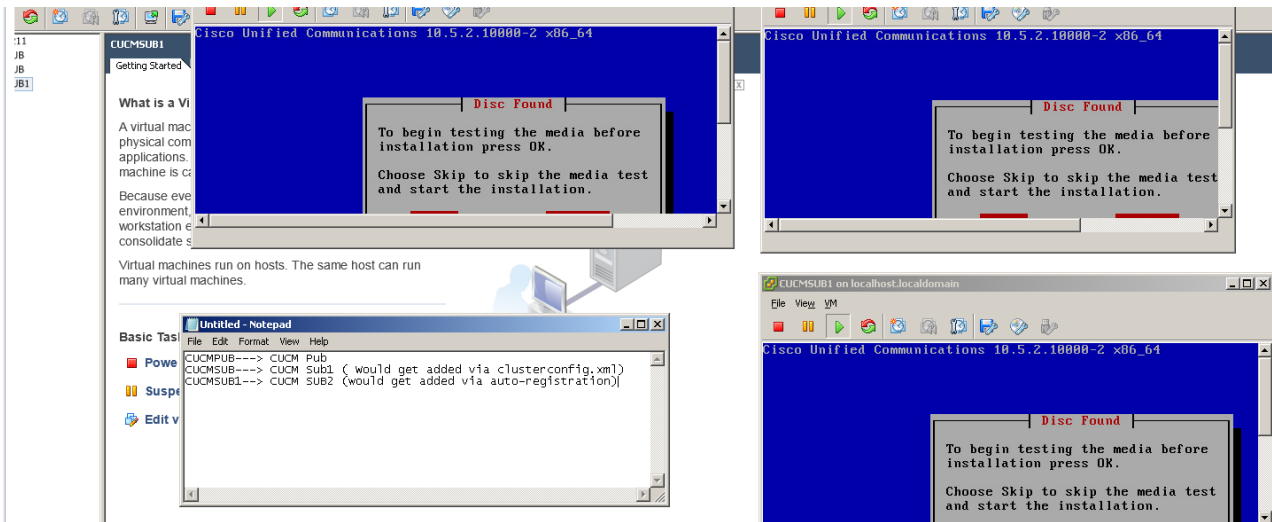 :11
JB
JB
JB1
CUCMSUB1
Getting Started
What is a Vi
A virtual mac
physical com
applications.
machine is ca
Because eve
environment,
workstation e
consolidate s
Virtual machines run on hosts. The same host can run
many virtual machines.
Basic Tas
Powe
Suspe
Edit v
Cisco Unified Communications 10.5.2.10000-2 x86_64
Disc Found
To begin testing the media before
installation press OK.
Choose Skip to skip the media test
and start the installation.
Cisco Unified Communications 10.5.2.10000-2 x86_64
Disc Found
To begin testing the media before
installation press OK.
Choose Skip to skip the media test
and start the installation.
Untitled - Notepad
File Edit Format View Help
CUCMPUB---> CUCM Pub
CUCMSUB---> CUCM Sub1 ( would get added via clusterconfig.xml)
CUCMSUB1--> CUCM SUB2 (would get added via auto-registration)
CUCMSUB1 on localhost.localdomain
File View VM
Cisco Unified Communications 10.5.2.10000-2 x86_64
Disc Found
To begin testing the media before
installation press OK.
Choose Skip to skip the media test
and start the installation.